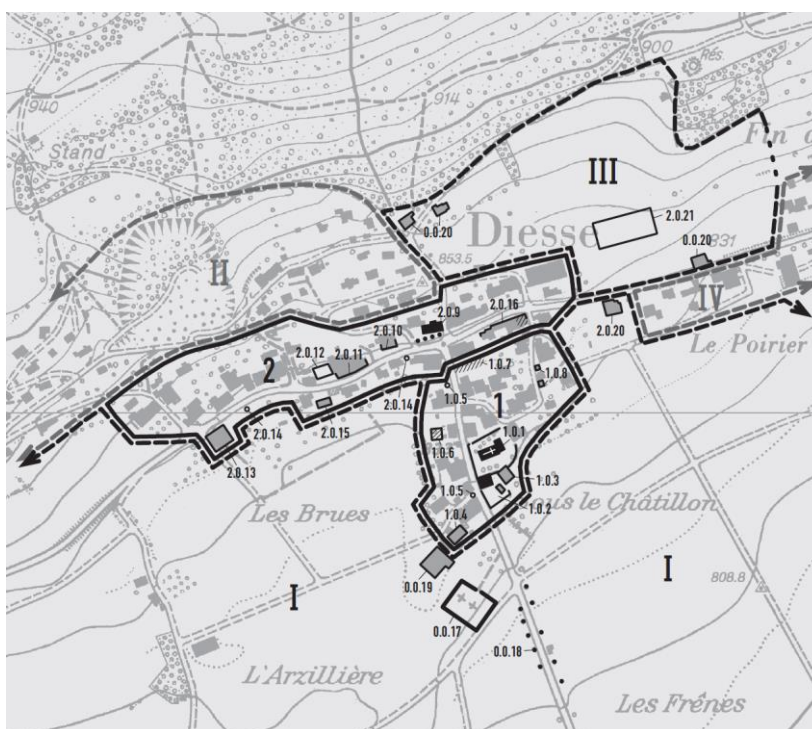 900
Rés.
940
914
Stand
Fin d
III
0.0.20
Diesse
2.0.21
0.0.20
831
II
853.5
IV
2.0.9
2.0.16
2.0.20
2.0.10
Le Poirier
2.0.12
2.0.11
1.0.7
2
2.0.14
1.0.5
1.0.8
1
2.0.14
2.0.15
1.0.1
2.0.13
1.0.6
1.0.3
1.0.5
1.0.2
ous le Châtillon
Les Brues
1.0.4
I
I
0.0.19
808.8
0.0.17
0.0.18
L'Arzillière
Les Frênes